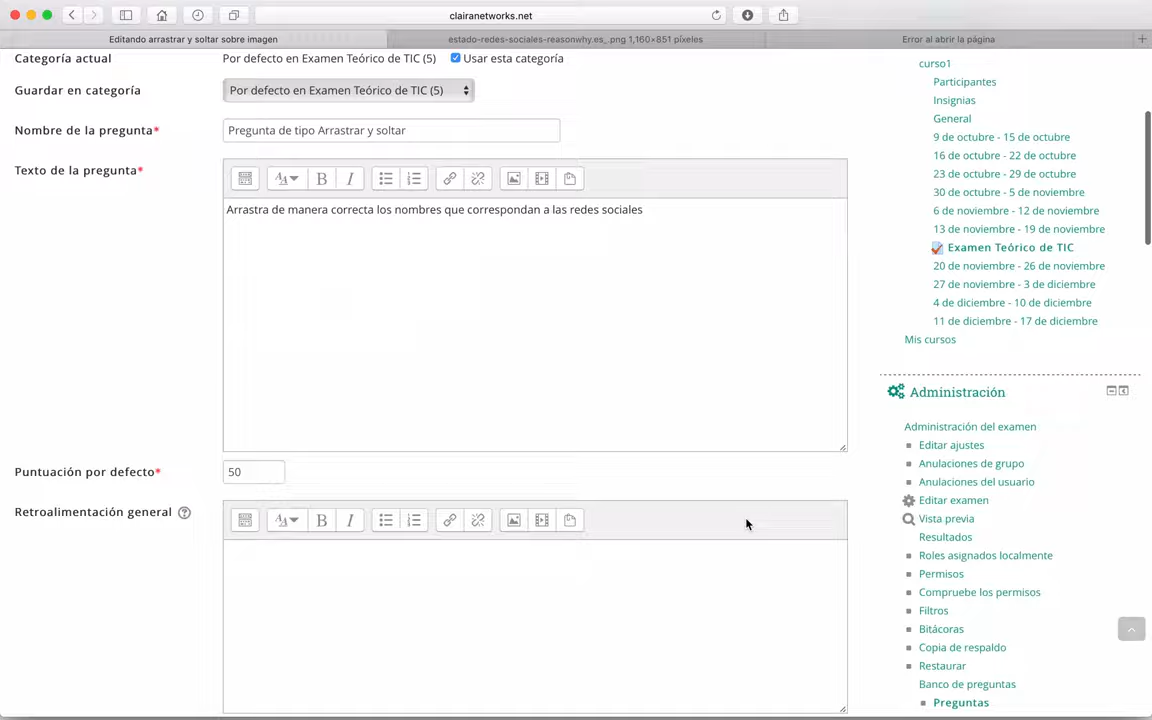 clairanetworks.net
Editando arrastrar y soltar sobre imagen
estado-redes-sociales-reasonwhy.es_.png 1,160×851 píxeles
Error al abrir la página
Categoría actual
Por defecto en Examen Teórico de TIC (5)
Usar esta categoría
Guardar en categoría
Por defecto en Examen Teórico de TIC (5)
Nombre de la pregunta*
Pregunta de tipo Arrastrar y soltar
Texto de la pregunta*
Arrastra de manera correcta los nombres que correspondan a las redes sociales
Puntuación por defecto*
50
Retroalimentación general
curso1
Participantes
Insignias
General
9 de octubre - 15 de octubre
16 de octubre - 22 de octubre
23 de octubre - 29 de octubre
30 de octubre - 5 de noviembre
6 de noviembre - 12 de noviembre
13 de noviembre - 19 de noviembre
Examen Teórico de TIC
20 de noviembre - 26 de noviembre
27 de noviembre - 3 de diciembre
4 de diciembre - 10 de diciembre
11 de diciembre - 17 de diciembre
Mis cursos
Administración
Administración del examen
Editar ajustes
Anulaciones de grupo
Anulaciones del usuario
Editar examen
Vista previa
Resultados
Roles asignados localmente
Permisos
Compruebe los permisos
Filtros
Bitácoras
Copia de respaldo
Restaurar
Banco de preguntas
Preguntas